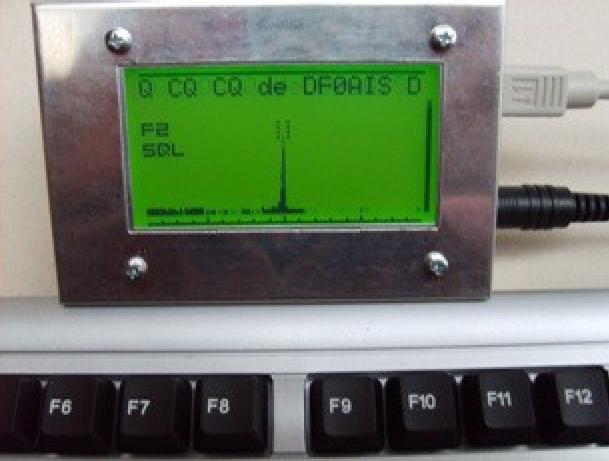 Q CQ CQ de DF0AIS D
F2
SQL
F6 F7 F8 F9 F10 F11 F12